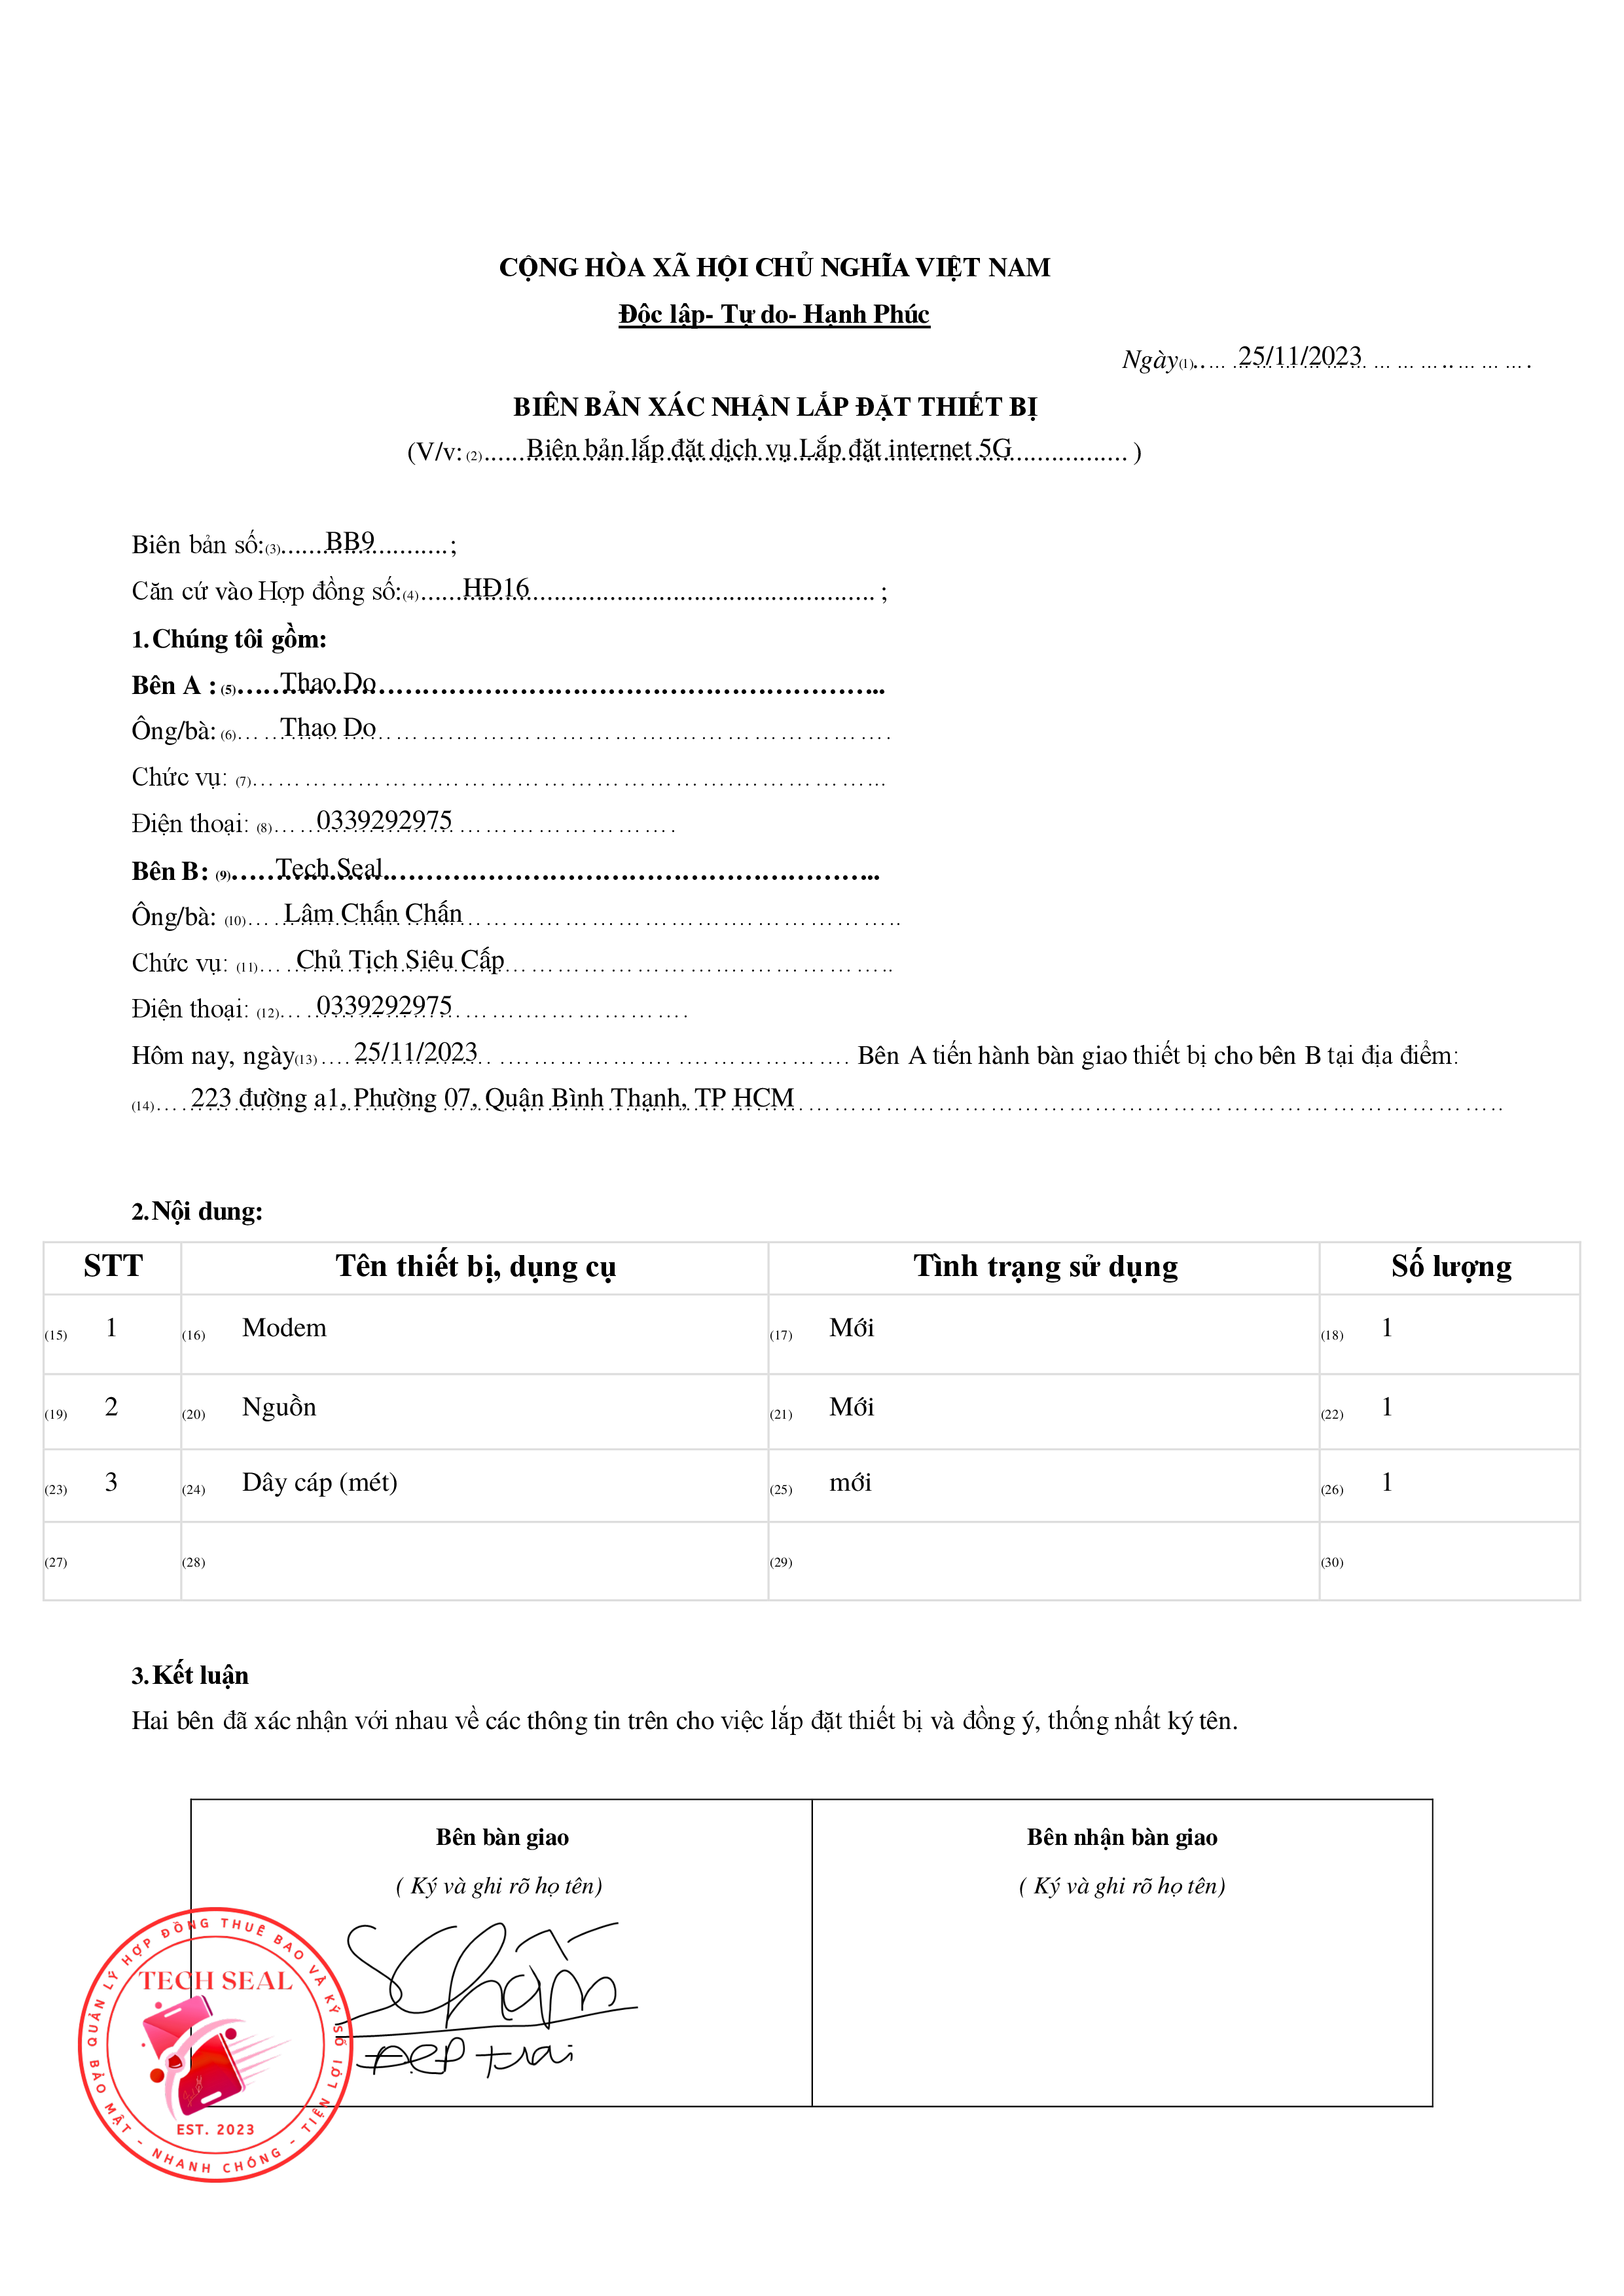 CỘNG HÒA XÃ HỘI CHỦ NGHĨA VIỆT NAM
Độc lập- Tự do- Hạnh Phúc
Ngày(1)..… 25/11/2023 … … …..… … ….
BIÊN BẢN XÁC NHẬN LẮP ĐẶT THIẾT BỊ
(V/v: (2)...... Biên bản lắp đặt dịch vụ Lắp đặt internet 5G ................ )
Biên bản số:(3)...... BB9 ..........;
Căn cứ vào Hợp đồng số:(4)...... HĐ16 .................................................. ;
1.Chúng tôi gồm:
Bên A : (5)…… Thao Do ………………………………………………..
Ông/bà: (6)… … Thao Do … …….… … … … … … … …….… … … … … … … ….
Chức vụ: (7)… … … … … … … … … … … … … … … … … … …….… … … … …...
Điện thoại: (8)… … 0339292975 … … … … … … … ….
Bên B: (9)…… Tech Seal ………………………………………………..
Ông/bà: (10)… … Lâm Chấn Chấn … … … … … … … … … …….… … … … … …..
Chức vụ: (11)… … Chủ Tịch Siêu Cấp … … … … … … … …….… … … … … …..
Điện thoại: (12)… … 0339292975 … …….… … … … … ….
Hôm nay, ngày(13) …. 25/11/2023 .. …. … … … … …. …. … … … … …. Bên A tiến hành bàn giao thiết bị cho bên B tại địa điểm:
(14)… … 223 đường a1, Phường 07, Quận Bình Thạnh, TP HCM … … … … … … … … … … … … … … … … … … … … … … … … … … …..
2.Nội dung:
STT Tên thiết bị, dụng cụ Tình trạng sử dụng Số lượng
(15) 1 (16) Modem (17) Mới (18) 1
(19) 2 (20) Nguồn (21) Mới (22) 1
(23) 3 (24) Dây cáp (mét) (25) mới (26) 1
(27) (28) (29) (30)
3.Kết luận
Hai bên đã xác nhận với nhau về các thông tin trên cho việc lắp đặt thiết bị và đồng ý, thống nhất ký tên.
Bên bàn giao Bên nhận bàn giao
( Ký và ghi rõ họ tên) ( Ký và ghi rõ họ tên)
Chấn
Đẹp trai
QUẢN LÝ HỢP ĐỒNG THUÊ BAO VÀ KÝ SỐ
TECH SEAL
EST. 2023
BẢO MẬT - NHANH CHÓNG - TIỆN LỢI